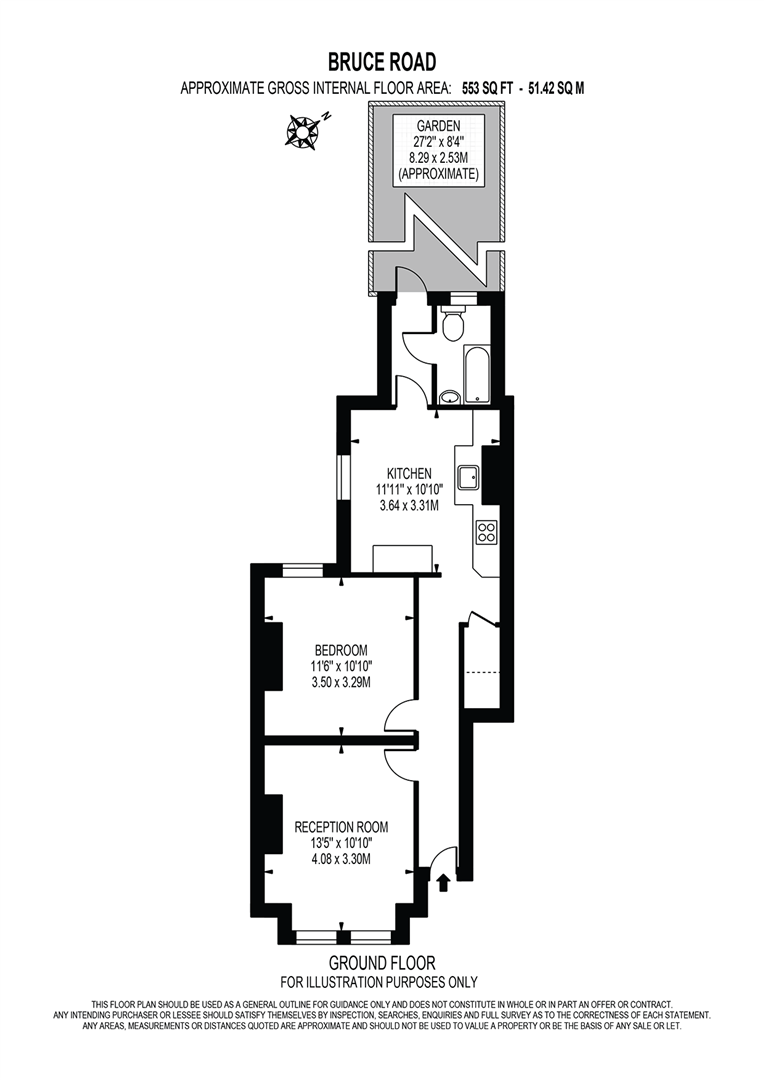 BRUCE ROAD
APPROXIMATE GROSS INTERNAL FLOOR AREA: 553 SQ FT - 51.42 SQ M
N
GARDEN
27'2" x 8'4"
8.29 x 2.53M
(APPROXIMATE)
KITCHEN
11'11" x 10'10"
3.64 x 3.31M
BEDROOM
11'6" x 10'10"
3.50 x 3.29M
RECEPTION ROOM
13'5" x 10'10"
4.08 x 3.30M
GROUND FLOOR
FOR ILLUSTRATION PURPOSES ONLY
THIS FLOOR PLAN SHOULD BE USED AS A GENERAL OUTLINE FOR GUIDANCE ONLY AND DOES NOT CONSTITUTE IN WHOLE OR IN PART AN OFFER OR CONTRACT.
ANY INTENDING PURCHASER OR LESSEE SHOULD SATISFY THEMSELVES BY INSPECTION, SEARCHES, ENQUIRIES AND FULL SURVEY AS TO THE CORRECTNESS OF EACH STATEMENT.
ANY AREAS, MEASUREMENTS OR DISTANCES QUOTED ARE APPROXIMATE AND SHOULD NOT BE USED TO VALUE A PROPERTY OR BE THE BASIS OF ANY SALE OR LET.